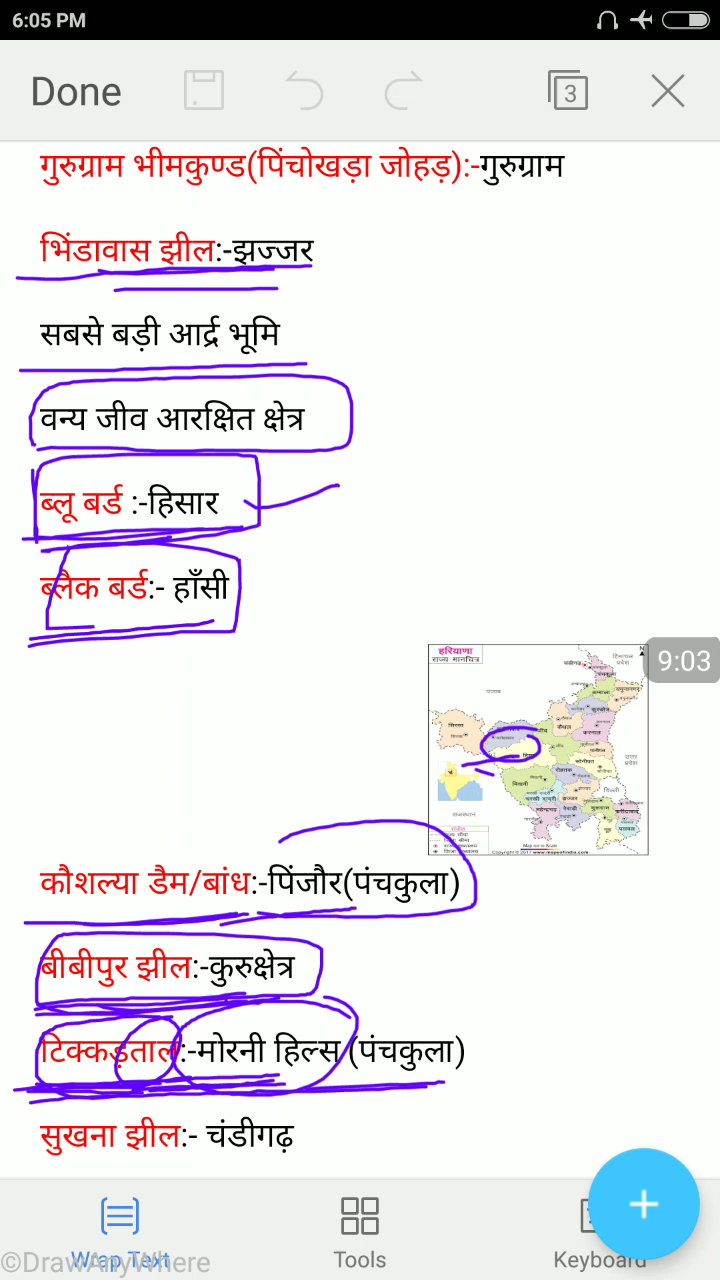 6:05 PM
Done
3
गुरुग्राम भीमकुण्ड(पिंचोखड़ा जोहड़):-गुरुग्राम
भिंडावास झील:-झज्जर
सबसे बड़ी आर्द्र भूमि
वन्य जीव आरक्षित क्षेत्र
ब्लू बर्ड :-हिसार
ब्लैक बर्ड:- हाँसी
9:03
हरियाणा
राज्य मानचित्र
कौशल्या डैम/बांध:-पिंजौर(पंचकुला)
बीबीपुर झील:-कुरुक्षेत्र
टिक्कड़ताल:-मोरनी हिल्स (पंचकुला)
सुखना झील:- चंडीगढ़
+
Wrap Text
Tools
Keyboard
©DrawAnyWhere